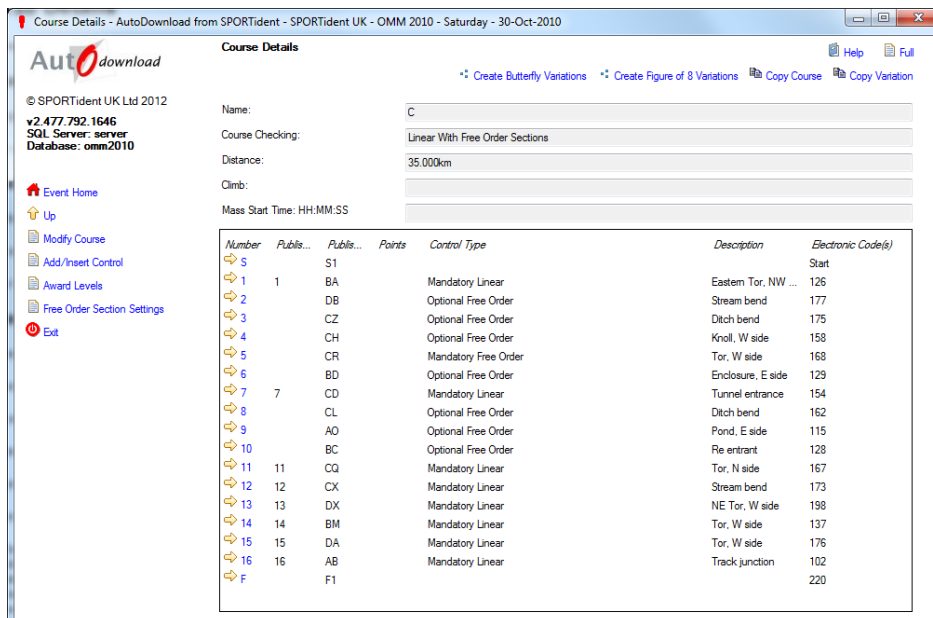 Course Details - AutoDownload from SPORTident - SPORTident UK - OMM 2010 - Saturday - 30-Oct-2010
Auto download
© SPORTident UK Ltd 2012
v2.477.792.1646
SQL Server: server
Database: omm2010
Event Home
Up
Modify Course
Add/Insert Control
Award Levels
Free Order Section Settings
Exit
Course Details
Help Full
Create Butterfly Variations Create Figure of 8 Variations Copy Course Copy Variation
Name: C
Course Checking: Linear With Free Order Sections
Distance: 35.000km
Climb:
Mass Start Time: HH:MM:SS
Number Publis... Publis... Points Control Type Description Electronic Code(s)
S S1 Start
1 1 BA Mandatory Linear Eastern Tor, NW ... 126
2 DB Optional Free Order Stream bend 177
3 CZ Optional Free Order Ditch bend 175
4 CH Optional Free Order Knoll, W side 158
5 CR Mandatory Free Order Tor, W side 168
6 BD Optional Free Order Enclosure, E side 129
7 7 CD Mandatory Linear Tunnel entrance 154
8 CL Optional Free Order Ditch bend 162
9 AO Optional Free Order Pond, E side 115
10 BC Optional Free Order Re entrant 128
11 11 CQ Mandatory Linear Tor, N side 167
12 12 CX Mandatory Linear Stream bend 173
13 13 DX Mandatory Linear NE Tor, W side 198
14 14 BM Mandatory Linear Tor, W side 137
15 15 DA Mandatory Linear Tor, W side 176
16 16 AB Mandatory Linear Track junction 102
F F1 220